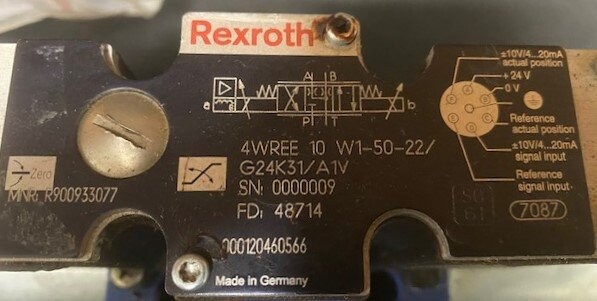 Rexroth
A B
a b
P T
4WREE 10 W1-50-22/
G24K31/A1V
SN: 0000009
FD: 48714
000120460566
Made in Germany
Zero
MNR: R900933077
±10V/4...20mA
actual position
+ 24 V
0 V
Reference
actual position
±10V/4...20mA
signal input
Reference
signal input
7087